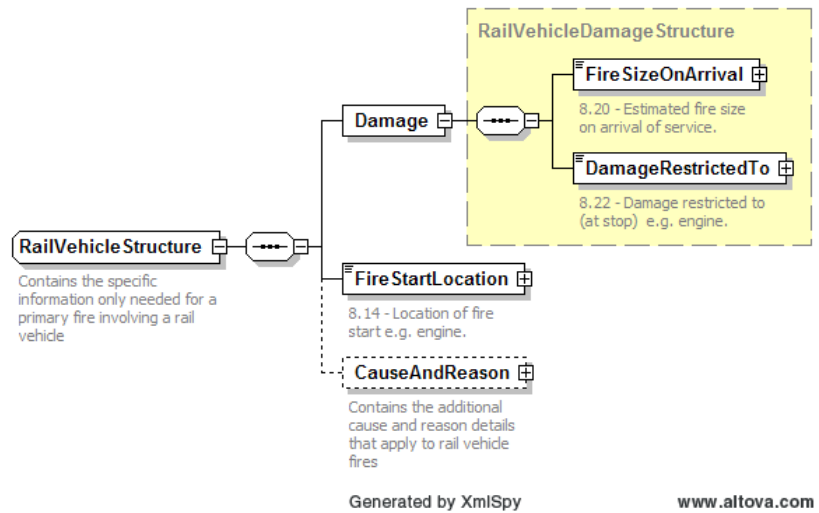 RailVehicleDamageStructure
FireSizeOnArrival
8.20 - Estimated fire size
on arrival of service.
Damage
DamageRestrictedTo
8.22 - Damage restricted to
(at stop) e.g. engine.
RailVehicleStructure
Contains the specific
information only needed for a
primary fire involving a rail
vehicle
FireStartLocation
8.14 - Location of fire
start e.g. engine.
CauseAndReason
Contains the additional
cause and reason details
that apply to rail vehicle
fires
Generated by XmlSpy
www.altova.com